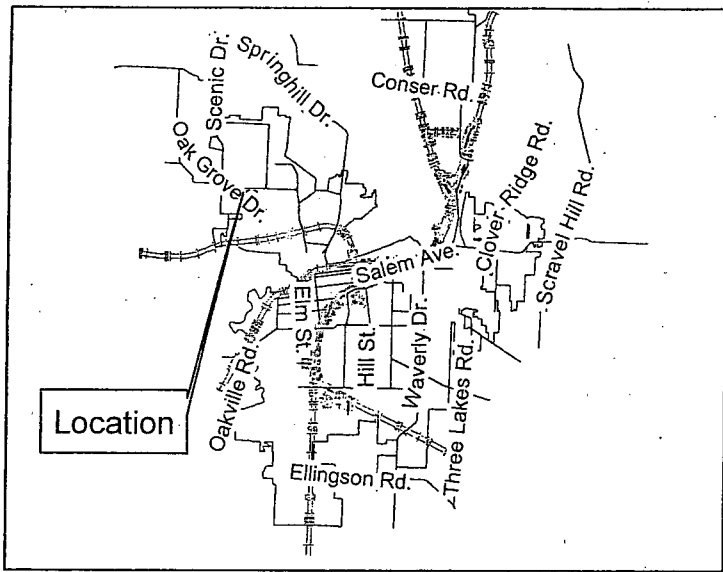 Scenic Dr.
Springhill Dr.
Conser Rd.
Oak Grove Dr.
Clover Ridge Rd.
Scravel Hill Rd.
Salem Ave.
Elm St.
Hill St.
Waverly Dr.
Oakville Rd.
Three Lakes Rd.
Location
Ellingson Rd.